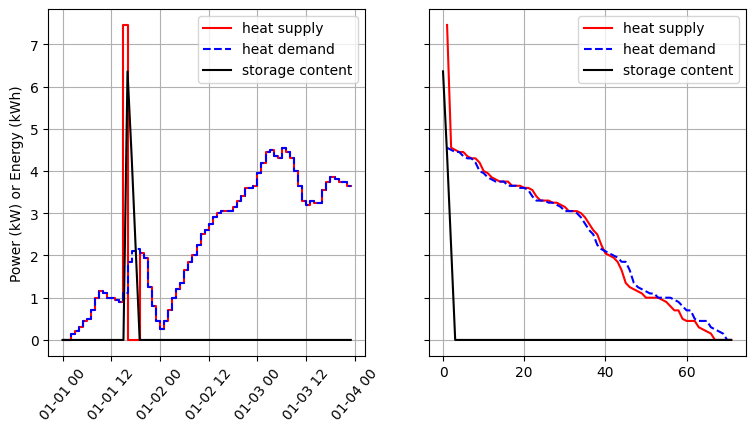 heat supply
heat demand
storage content
Power (kW) or Energy (kWh)
7
6
5
4
3
2
1
0
01-01 00
01-01 12
01-02 00
01-02 12
01-03 00
01-03 12
01-04 00
heat supply
heat demand
storage content
0
20
40
60